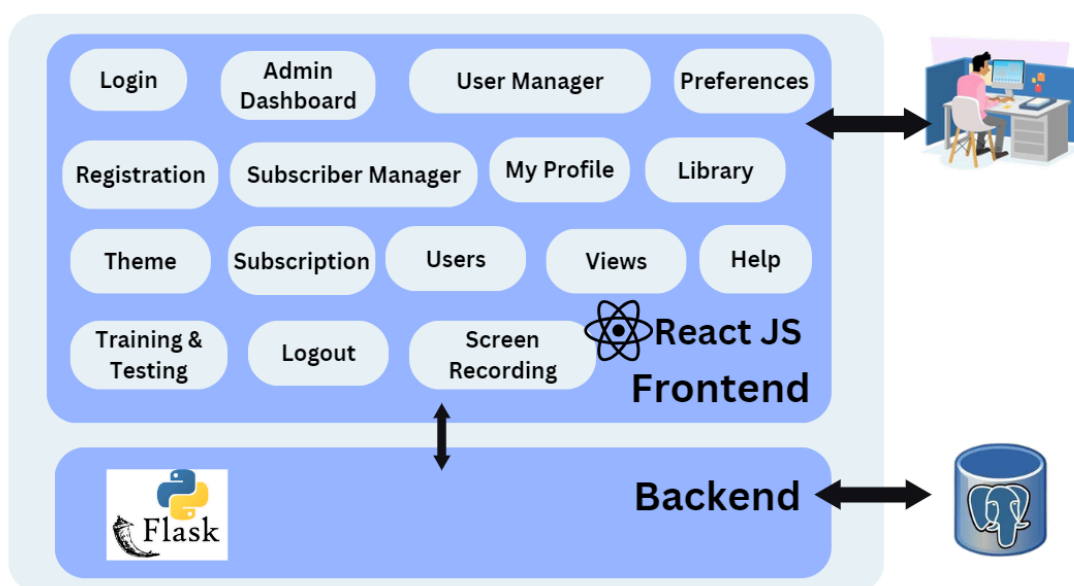 Login
Admin
Dashboard
User Manager
Preferences
Registration
Subscriber Manager
My Profile
Library
Theme
Subscription
Users
Views
Help
Training &
Testing
Logout
Screen
Recording
React JS
Frontend
Flask
Backend